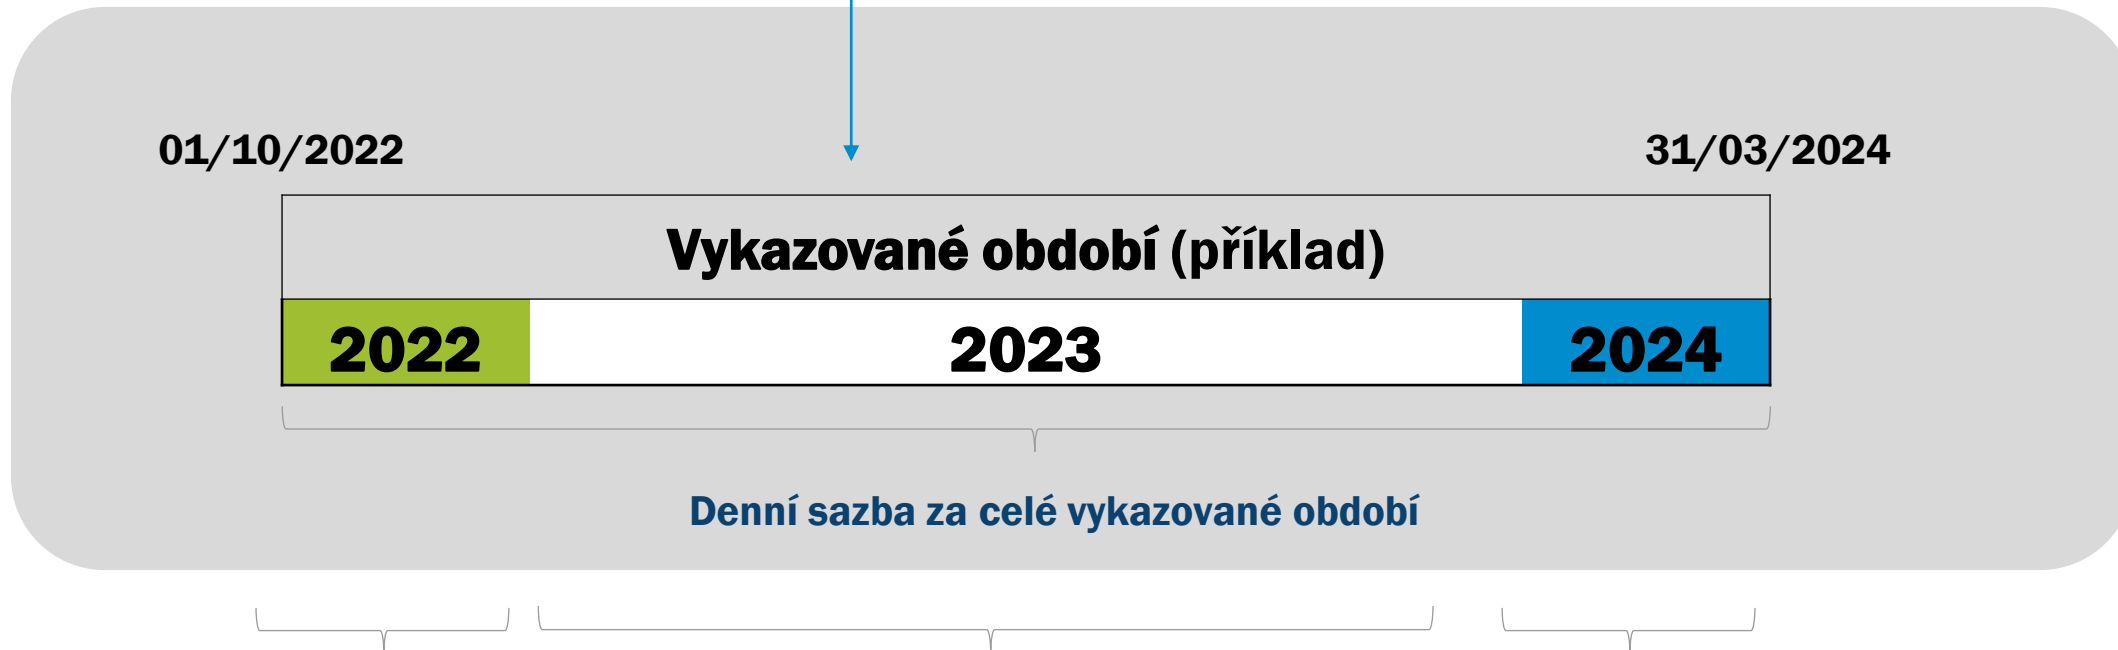 01/10/2022
31/03/2024
Vykazované období (příklad)
2022
2023
2024
Denní sazba za celé vykazované období